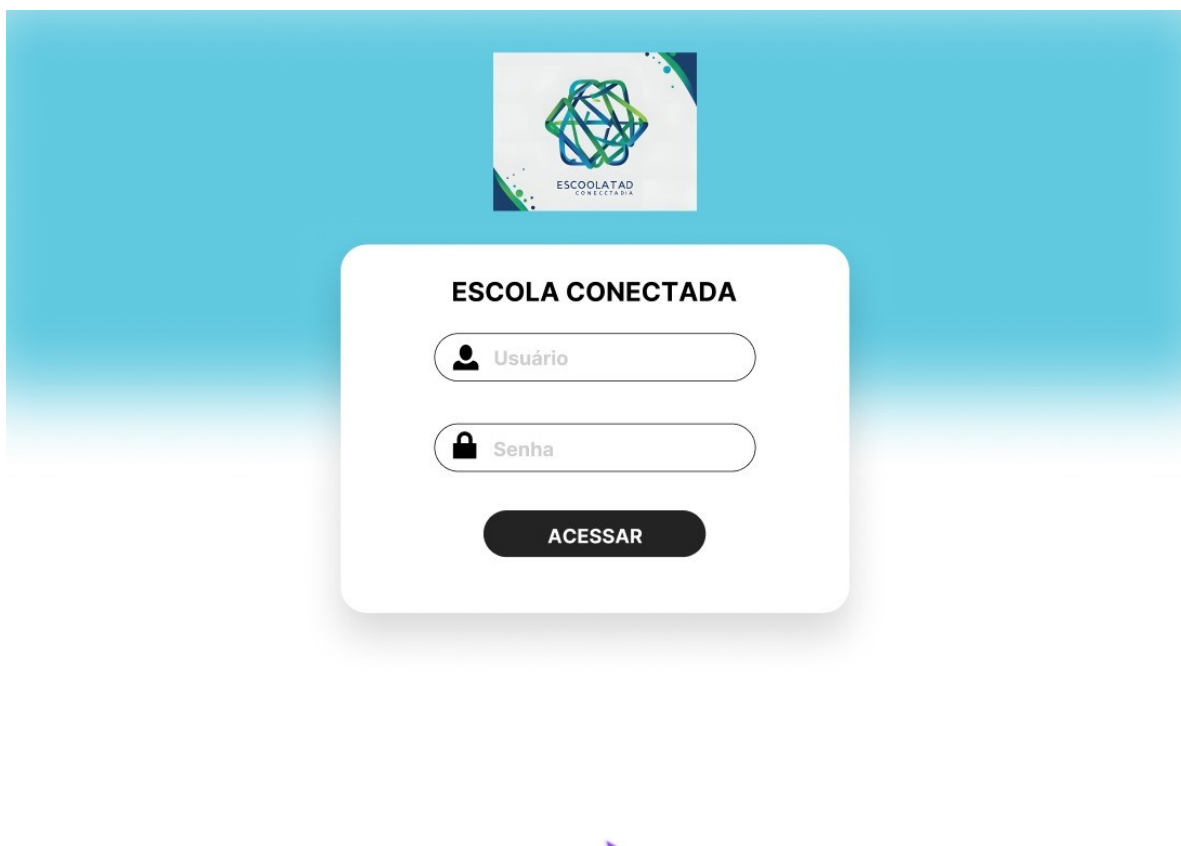 ESCOOLATAD
CONECCTADIA
ESCOLA CONECTADA
Usuário
Senha
ACESSAR